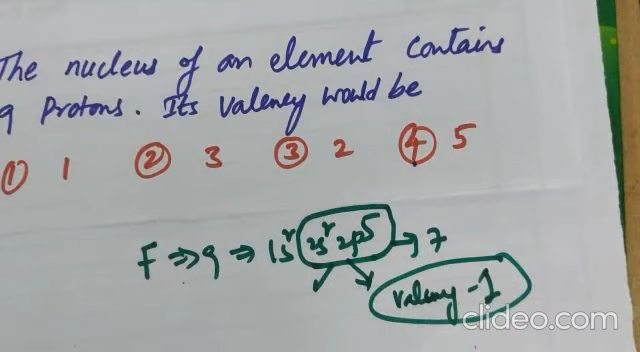 The nucleus of an element contains
9 Protons. Its valency would be
① 1 ② 3 ③ 2 ④ 5
F ⇒ 9 ⇒ 1s² 2s² 2p⁵ → 7
valency - 1
clideo.com